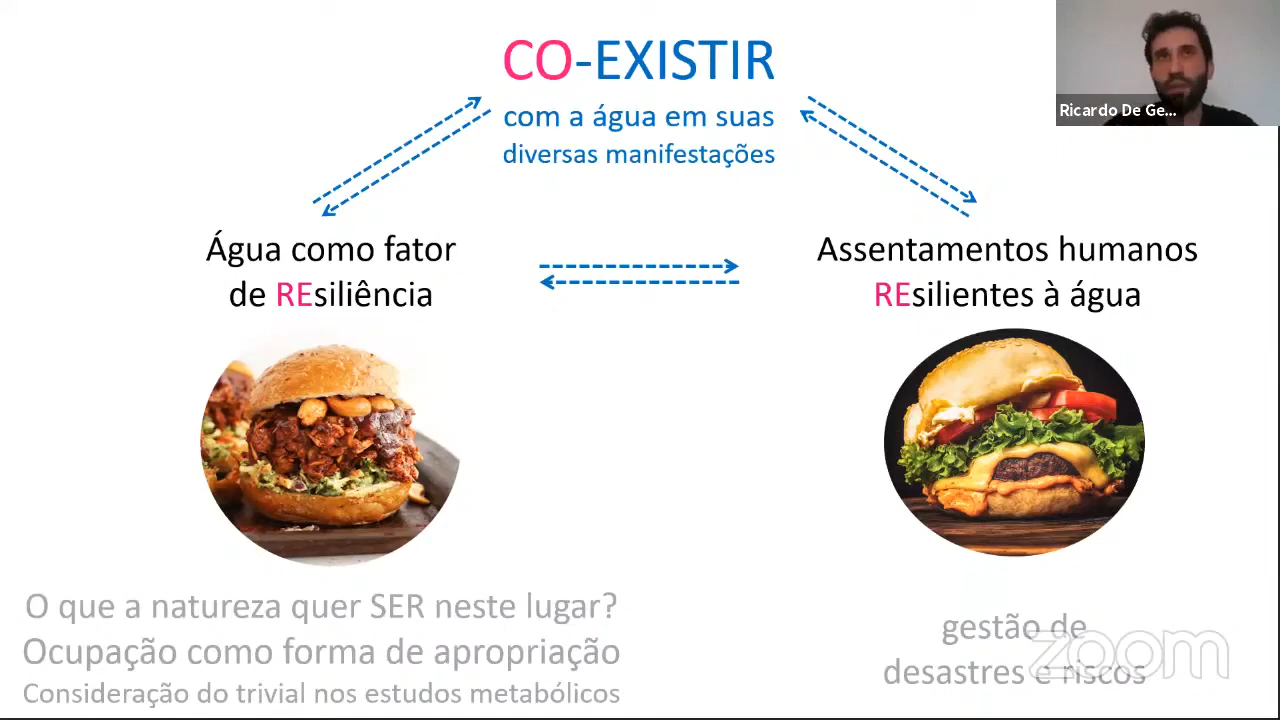 CO-EXISTIR
com a água em suas
diversas manifestações
Ricardo De Ge...
Água como fator
de REsiliência
Assentamentos humanos
REsilientes à água
O que a natureza quer SER neste lugar?
Ocupação como forma de apropriação
Consideração do trivial nos estudos metabólicos
gestão de
desastres e riscos
zoom